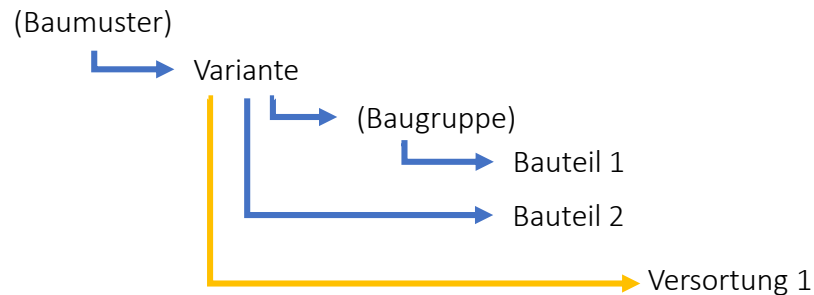 (Baumuster)
Variante
(Baugruppe)
Bauteil 1
Bauteil 2
Versortung 1